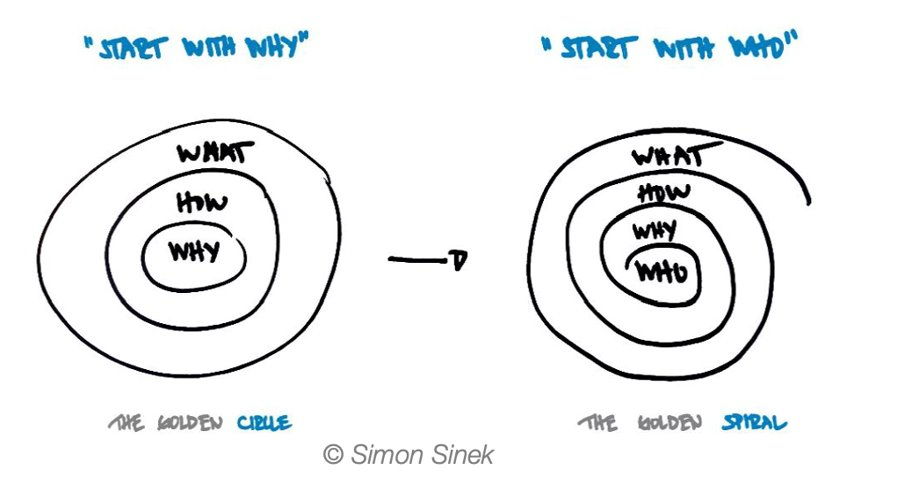 "START WITH WHY"
WHAT
HOW
WHY
THE GOLDEN CIRCLE
"START WITH WHO"
WHAT
HOW
WHY
WHO
THE GOLDEN SPIRAL
© Simon Sinek